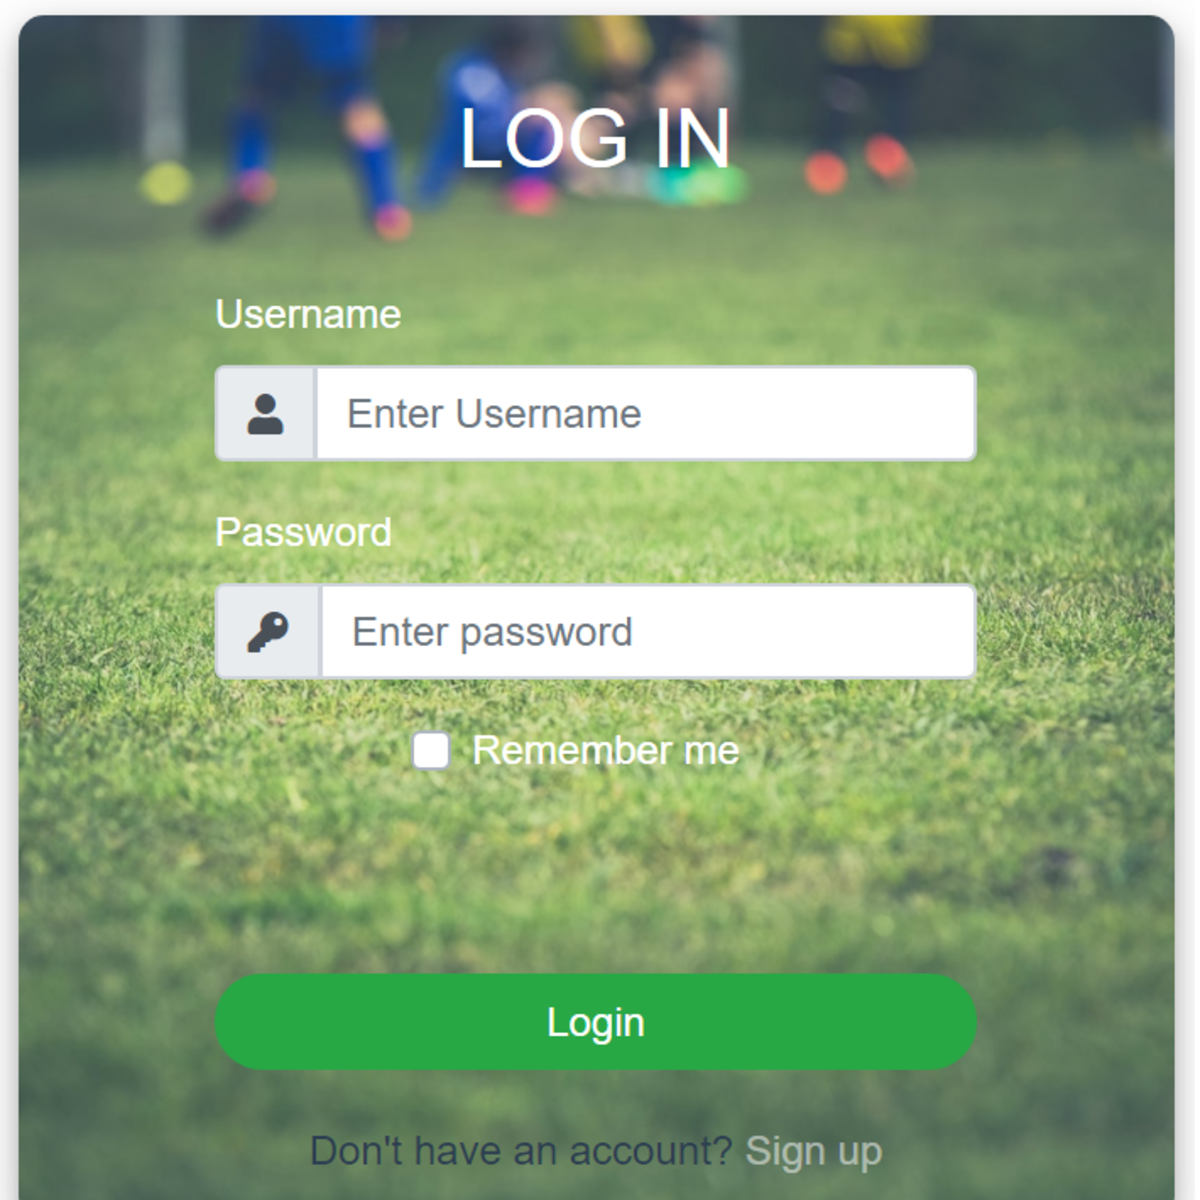 LOG IN
Username
Enter Username
Password
Enter password
Remember me
Login
Don't have an account? Sign up